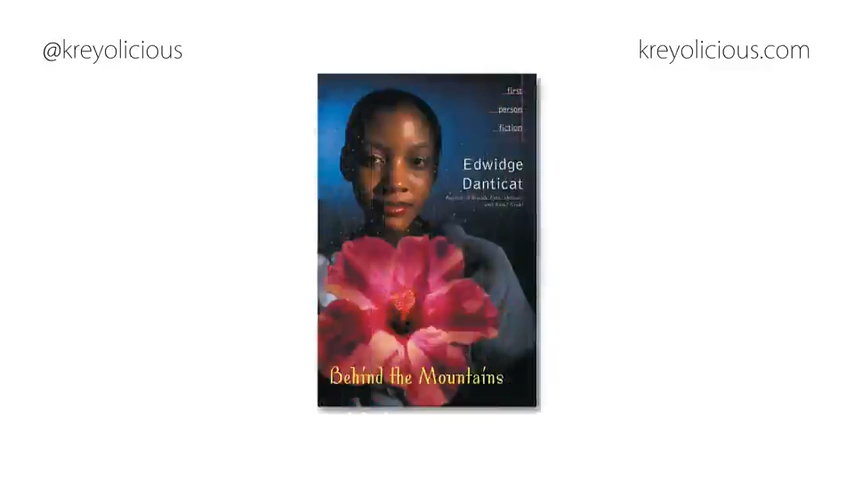 @kreyolicious
kreyolicious.com
first
person
fiction
Edwidge
Danticat
Behind the Mountains